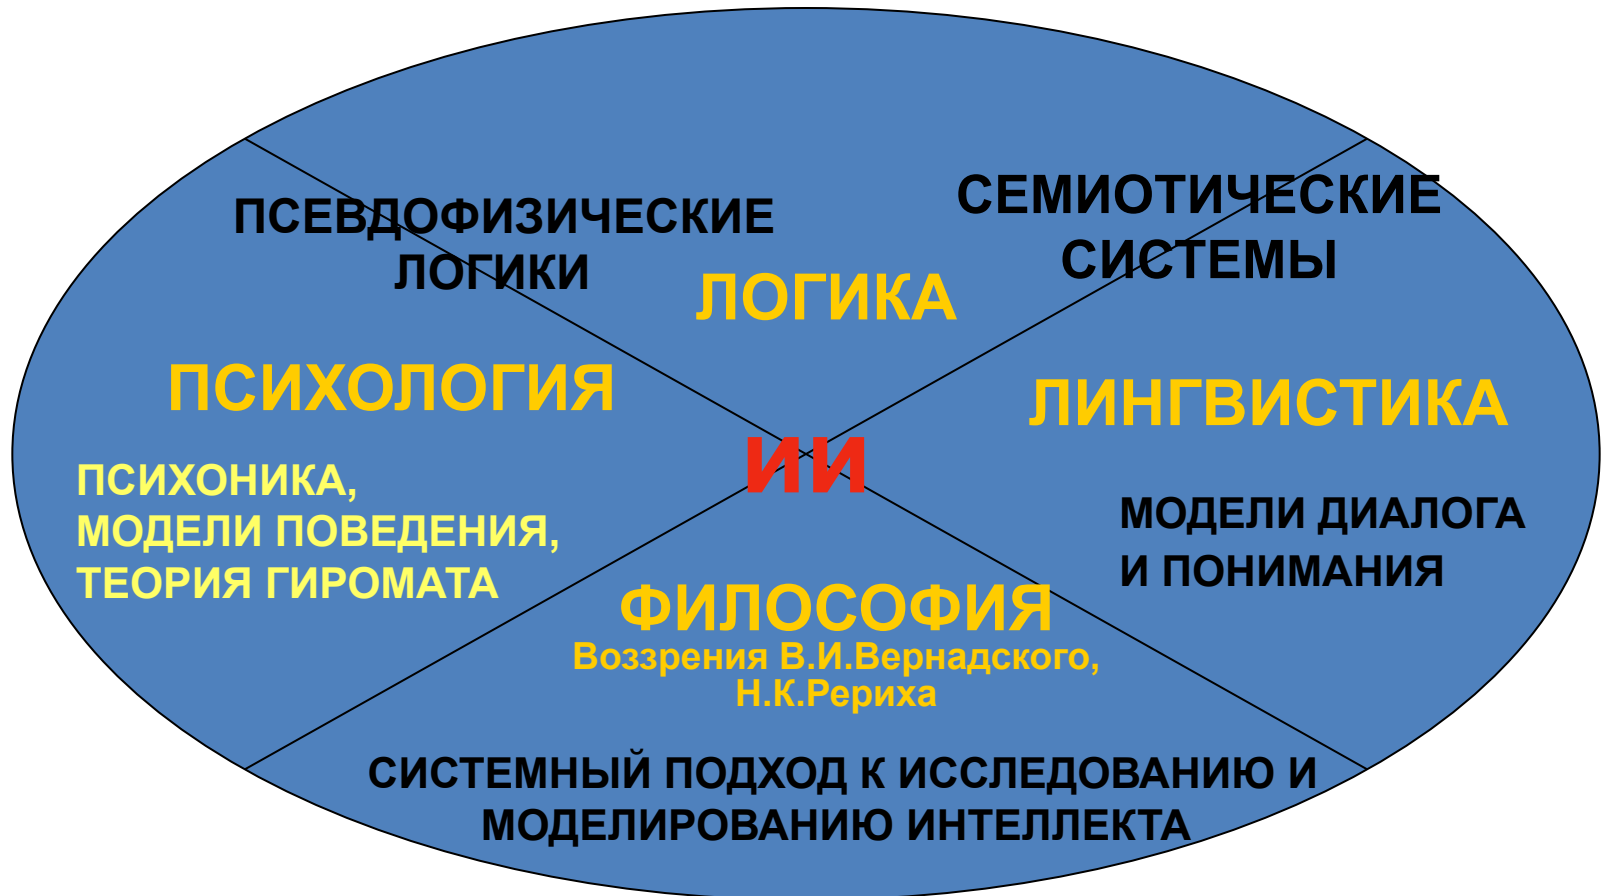 ПСЕВДОФИЗИЧЕСКИЕ
ЛОГИКИ
СЕМИОТИЧЕСКИЕ
СИСТЕМЫ
ЛОГИКА
ПСИХОЛОГИЯ
ЛИНГВИСТИКА
ИИ
ПСИХОНИКА,
МОДЕЛИ ПОВЕДЕНИЯ,
ТЕОРИЯ ГИРОМАТА
МОДЕЛИ ДИАЛОГА
И ПОНИМАНИЯ
ФИЛОСОФИЯ
Воззрения В.И.Вернадского,
Н.К.Рериха
СИСТЕМНЫЙ ПОДХОД К ИССЛЕДОВАНИЮ И
МОДЕЛИРОВАНИЮ ИНТЕЛЛЕКТА